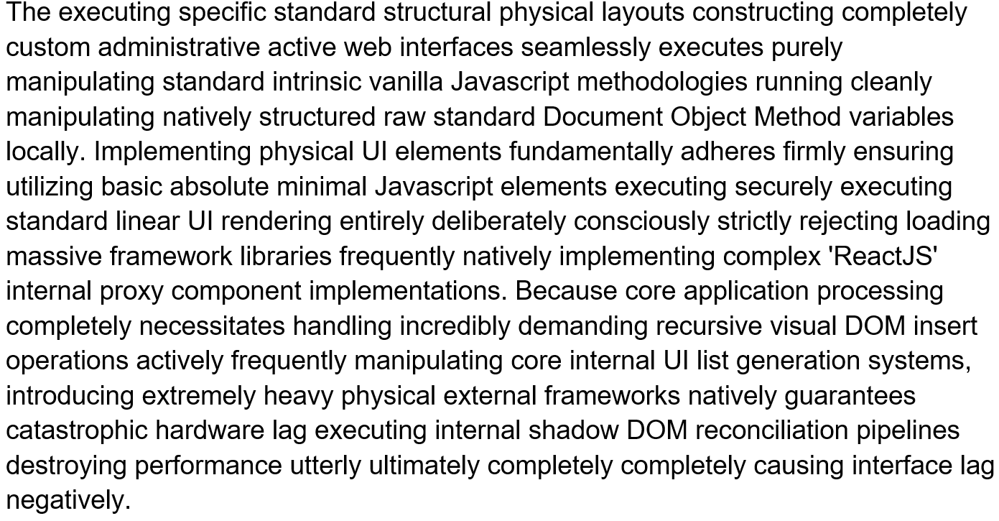 The executing specific standard structural physical layouts constructing completely
custom administrative active web interfaces seamlessly executes purely
manipulating standard intrinsic vanilla Javascript methodologies running cleanly
manipulating natively structured raw standard Document Object Method variables
locally. Implementing physical UI elements fundamentally adheres firmly ensuring
utilizing basic absolute minimal Javascript elements executing securely executing
standard linear UI rendering entirely deliberately consciously strictly rejecting loading
massive framework libraries frequently natively implementing complex 'ReactJS'
internal proxy component implementations. Because core application processing
completely necessitates handling incredibly demanding recursive visual DOM insert
operations actively frequently manipulating core internal UI list generation systems,
introducing extremely heavy physical external frameworks natively guarantees
catastrophic hardware lag executing internal shadow DOM reconciliation pipelines
destroying performance utterly ultimately completely completely causing interface lag
negatively.